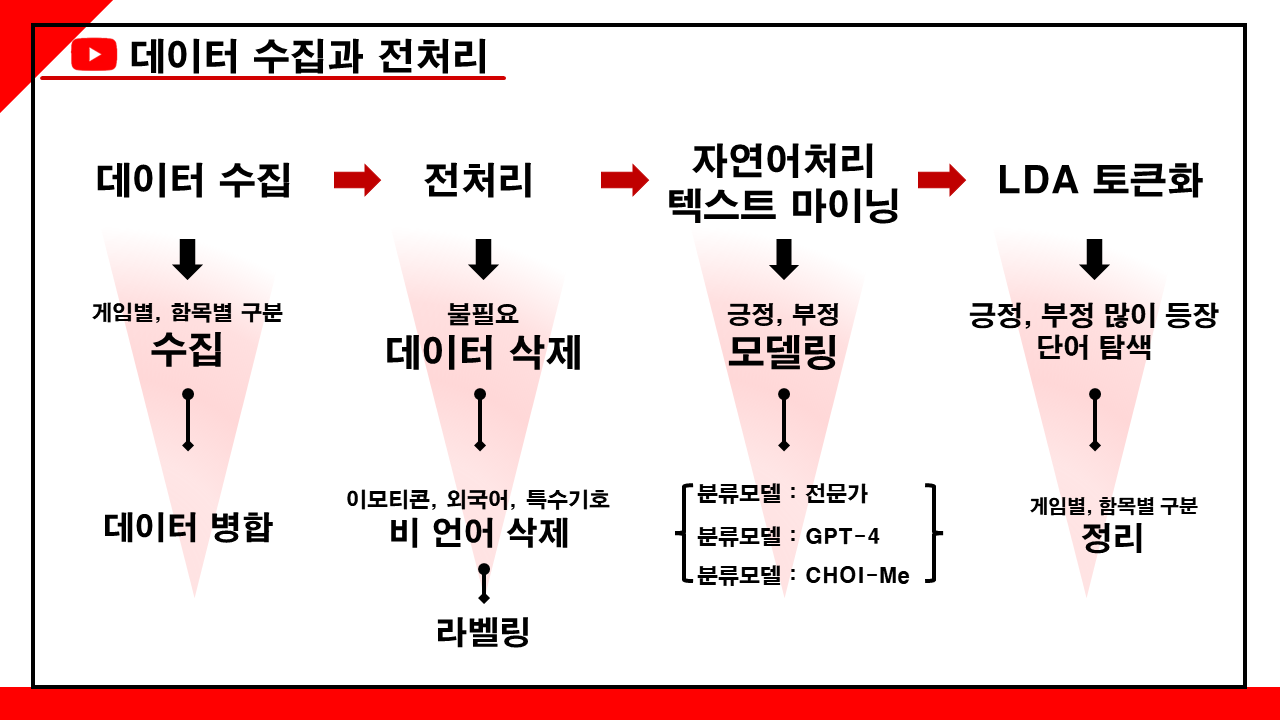 데이터 수집과 전처리
데이터 수집
전처리
자연어처리
텍스트 마이닝
LDA 토큰화
게임별, 함목별 구분
수집
불필요
데이터 삭제
긍정, 부정
모델링
긍정, 부정 많이 등장
단어 탐색
데이터 병합
이모티콘, 외국어, 특수기호
비 언어 삭제
라벨링
분류모델 : 전문가
분류모델 : GPT-4
분류모델 : CHOI-Me
게임별, 함목별 구분
정리